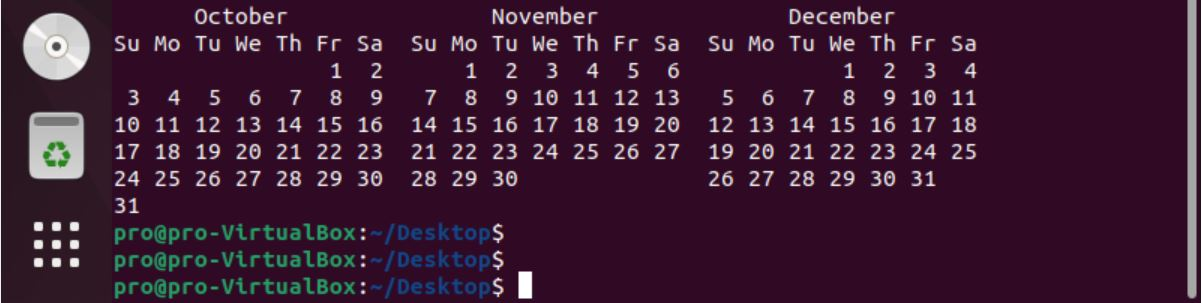 October               November              December
Su Mo Tu We Th Fr Sa  Su Mo Tu We Th Fr Sa  Su Mo Tu We Th Fr Sa
                1  2      1  2  3  4  5  6            1  2  3  4
 3  4  5  6  7  8  9   7  8  9 10 11 12 13   5  6  7  8  9 10 11
10 11 12 13 14 15 16  14 15 16 17 18 19 20  12 13 14 15 16 17 18
17 18 19 20 21 22 23  21 22 23 24 25 26 27  19 20 21 22 23 24 25
24 25 26 27 28 29 30  28 29 30              26 27 28 29 30 31
31
pro@pro-VirtualBox:~/Desktop$
pro@pro-VirtualBox:~/Desktop$
pro@pro-VirtualBox:~/Desktop$